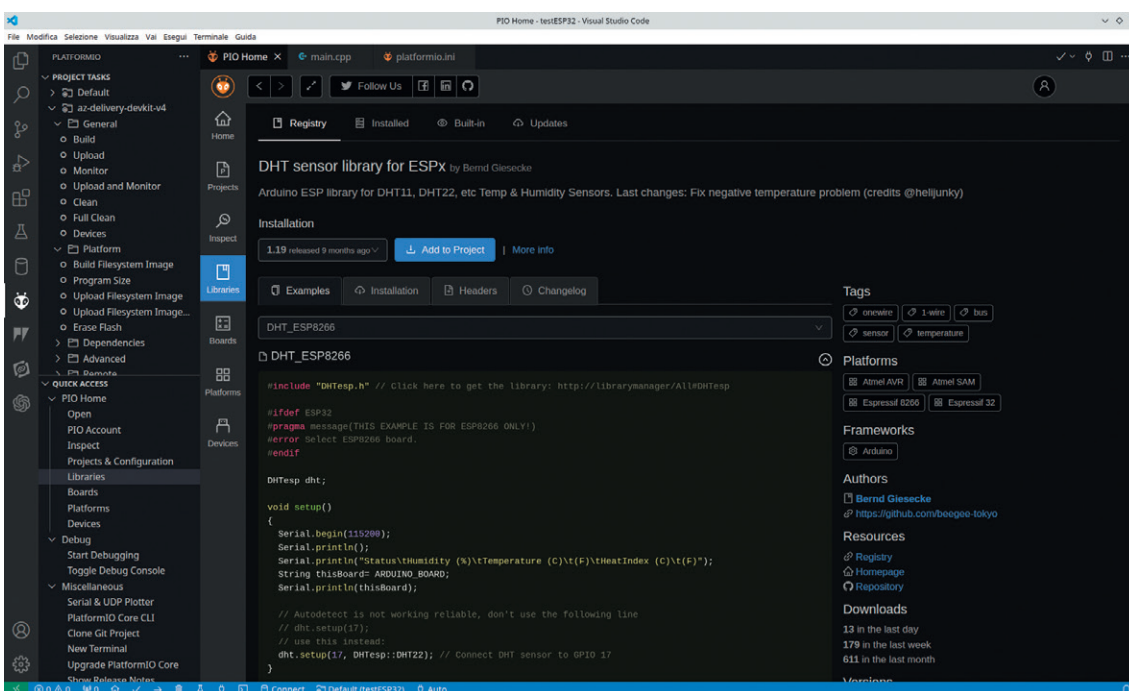 PIO Home - testESP32 - Visual Studio Code
File Modifica Selezione Visualizza Vai Esegui Terminale Guida
PLATFORMIO ...
PROJECT TASKS
Default
az-delivery-devkit-v4
General
Build
Upload
Monitor
Upload and Monitor
Clean
Full Clean
Devices
Platform
Build Filesystem Image
Program Size
Upload Filesystem Image
Upload Filesystem Image...
Erase Flash
Dependencies
Advanced
Remote
QUICK ACCESS
PIO Home
Open
PIO Account
Inspect
Projects & Configuration
Libraries
Boards
Platforms
Devices
Debug
Start Debugging
Toggle Debug Console
Miscellaneous
Serial & UDP Plotter
PlatformIO Core CLI
Clone Git Project
New Terminal
Upgrade PlatformIO Core
Show Release Notes
PIO Home main.cpp platformio.ini
Follow Us
Home
Projects
Inspect
Libraries
Boards
Platforms
Devices
Registry Installed Built-in Updates
DHT sensor library for ESPx by Bernd Giesecke
Arduino ESP library for DHT11, DHT22, etc Temp & Humidity Sensors. Last changes: Fix negative temperature problem (credits @helijunky)
Installation
1.19 released 9 months ago Add to Project | More info
Examples Installation Headers Changelog
DHT_ESP8266
DHT_ESP8266
#include "DHTesp.h" // Click here to get the library: http://librarymanager/All#DHTesp
#ifdef ESP32
#pragma message(THIS EXAMPLE IS FOR ESP8266 ONLY!)
#error Select ESP8266 board.
#endif
DHTesp dht;
void setup()
{
Serial.begin(115200);
Serial.println();
Serial.println("Status\tHumidity (%)\tTemperature (C)\t(F)\tHeatIndex (C)\t(F)");
String thisBoard= ARDUINO_BOARD;
Serial.println(thisBoard);
// Autodetect is not working reliable, don't use the following line
// dht.setup(17);
// use this instead:
dht.setup(17, DHTesp::DHT22); // Connect DHT sensor to GPIO 17
}
Tags
onewire 1-wire bus
sensor temperature
Platforms
Atmel AVR Atmel SAM
Espressif 8266 Espressif 32
Frameworks
Arduino
Authors
Bernd Giesecke
https://github.com/beegee-tokyo
Resources
Registry
Homepage
Repository
Downloads
13 in the last day
179 in the last week
611 in the last month
Versions
0 0 0 Connect Default (testESP32) Auto